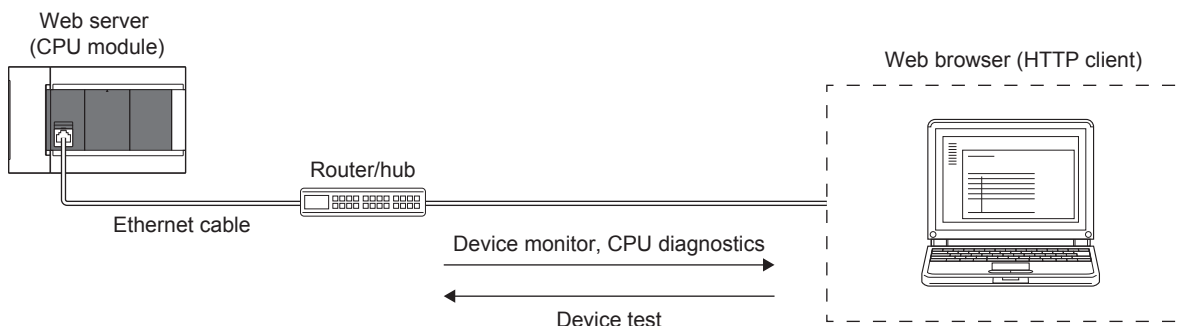 Web server
(CPU module)
Web browser (HTTP client)
Router/hub
Ethernet cable
Device monitor, CPU diagnostics
Device test